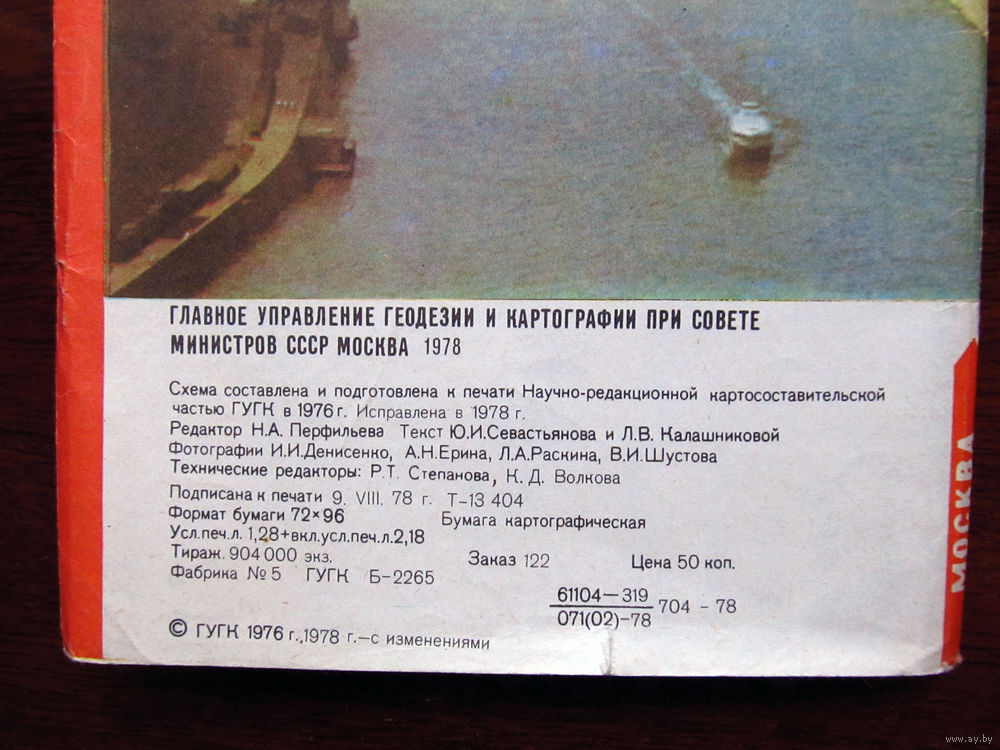 ГЛАВНОЕ УПРАВЛЕНИЕ ГЕОДЕЗИИ И КАРТОГРАФИИ ПРИ СОВЕТЕ
МИНИСТРОВ СССР МОСКВА 1978
Схема составлена и подготовлена к печати Научно-редакционной картосоставительской
частью ГУГК в 1976 г. Исправлена в 1978 г.
Редактор Н.А. Перфильева Текст Ю.И.Севастьянова и Л.В. Калашниковой
Фотографии И.И.Денисенко, А.Н.Ерина, Л.А.Раскина, В.И.Шустова
Технические редакторы: Р.Т. Степанова, К.Д. Волкова
Подписана к печати 9. VIII. 78 г. Т-13 404
Формат бумаги 72×96 Бумага картографическая
Усл.печ.л. 1,28+вкл.усл.печ.л.2,18
Тираж. 904 000 экз. Заказ 122 Цена 50 коп.
Фабрика № 5 ГУГК Б-2265
61104—319
071(02)-78
704 - 78
© ГУГК 1976 г.,1978 г.-с изменениями
МОСКВА
www.ay.by